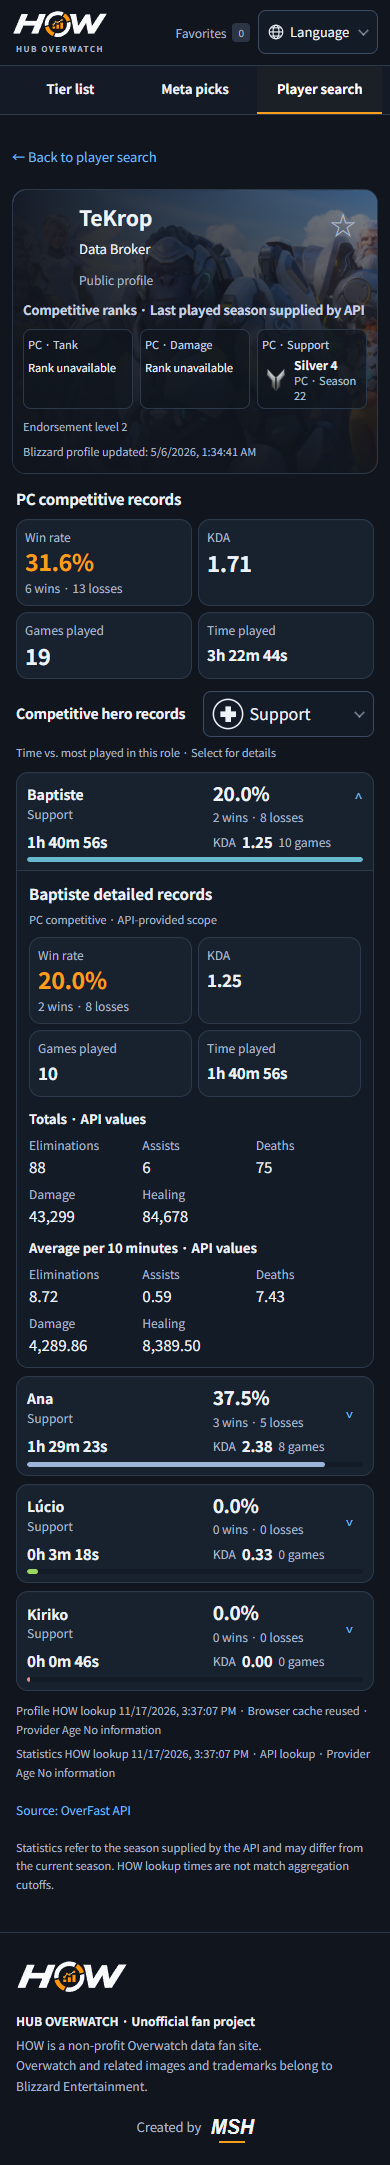 HOW
HUB OVERWATCH
Favorites 0
Language
Tier list Meta picks Player search
← Back to player search
TeKrop
Data Broker
Public profile
Competitive ranks · Last played season supplied by API
PC · Tank
Rank unavailable
PC · Damage
Rank unavailable
PC · Support
Silver 4
PC · Season
22
Endorsement level 2
Blizzard profile updated: 5/6/2026, 1:34:41 AM
PC competitive records
Win rate
31.6%
6 wins · 13 losses
KDA
1.71
Games played
19
Time played
3h 22m 44s
Competitive hero records
Support
Time vs. most played in this role · Select for details
Baptiste
Support
1h 40m 56s
20.0%
2 wins · 8 losses
KDA 1.25 10 games
Baptiste detailed records
PC competitive · API-provided scope
Win rate
20.0%
2 wins · 8 losses
KDA
1.25
Games played
10
Time played
1h 40m 56s
Totals · API values
Eliminations Assists Deaths
88 6 75
Damage Healing
43,299 84,678
Average per 10 minutes · API values
Eliminations Assists Deaths
8.72 0.59 7.43
Damage Healing
4,289.86 8,389.50
Ana
Support
1h 29m 23s
37.5%
3 wins · 5 losses
KDA 2.38 8 games
Lúcio
Support
0h 3m 18s
0.0%
0 wins · 0 losses
KDA 0.33 0 games
Kiriko
Support
0h 0m 46s
0.0%
0 wins · 0 losses
KDA 0.00 0 games
Profile HOW lookup 11/17/2026, 3:37:07 PM · Browser cache reused ·
Provider Age No information
Statistics HOW lookup 11/17/2026, 3:37:07 PM · API lookup · Provider
Age No information
Source: OverFast API
Statistics refer to the season supplied by the API and may differ from
the current season. HOW lookup times are not match aggregation
cutoffs.
HOW
HUB OVERWATCH · Unofficial fan project
HOW is a non-profit Overwatch data fan site.
Overwatch and related images and trademarks belong to
Blizzard Entertainment.
Created by MSH